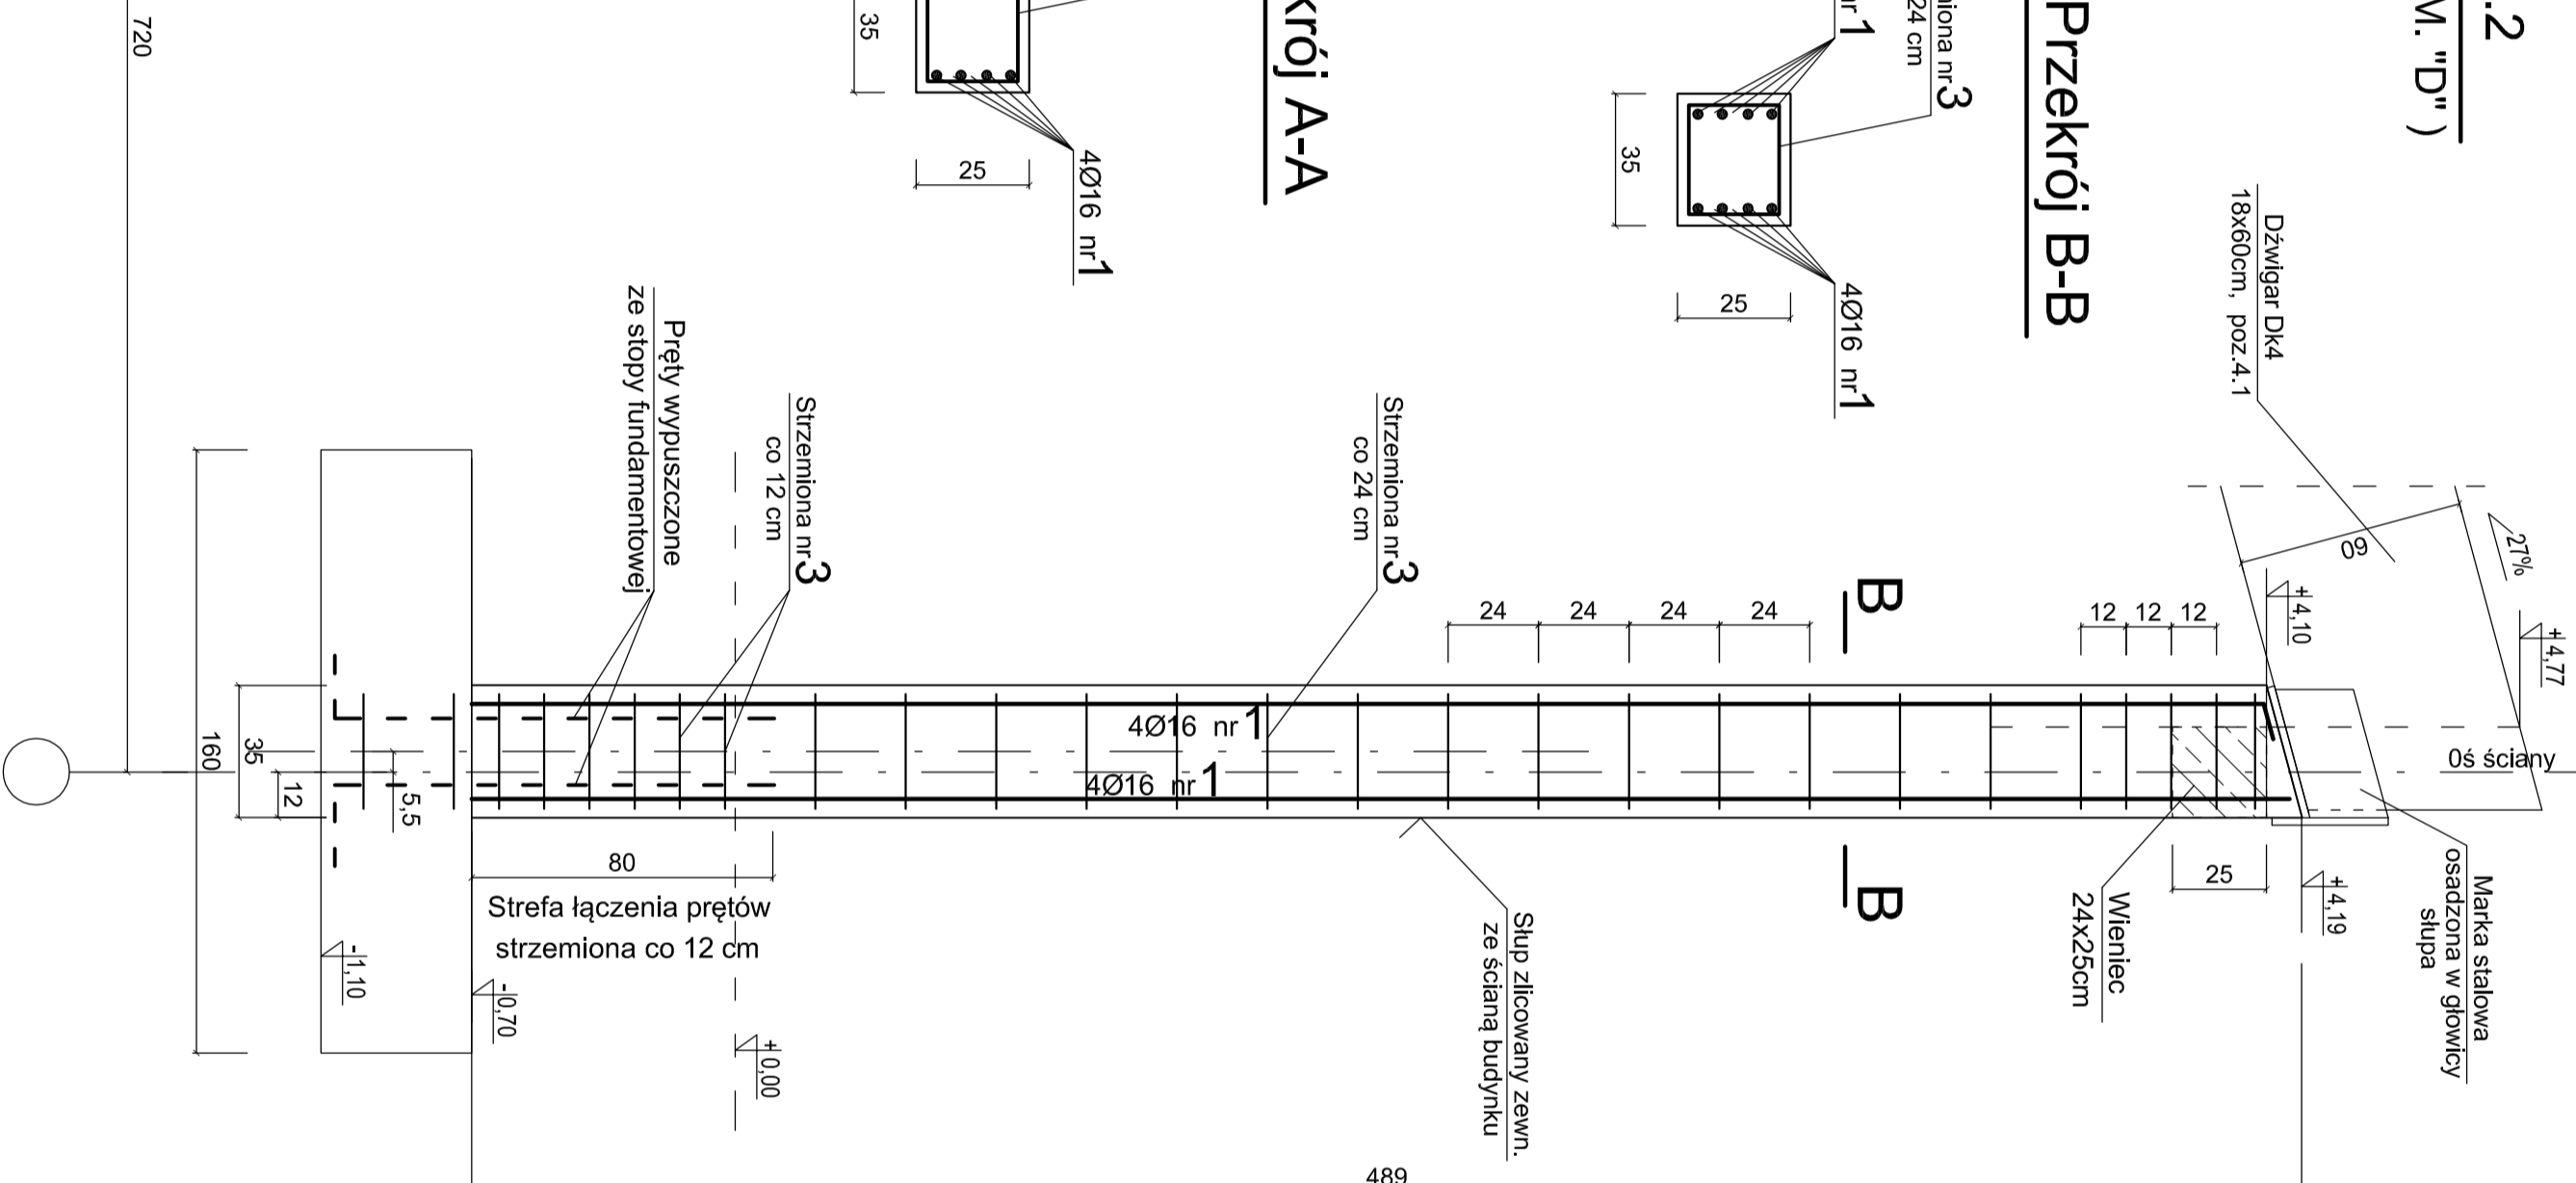 .2
M. "D" )
Przekrój B-B
miona nr3
24 cm
nr1
4Ø16 nr1
35
25
krój A-A
4Ø16 nr1
35
25
720
Dźwigar Dk4
18x60cm, poz.4.1
60
27%
+4,77
+4,10
12 12 12
B
24 24 24 24
Strzemiona nr3
co 24 cm
Strzemiona nr3
co 12 cm
Pręty wypuszczone
ze stopy fundamentowej
4Ø16 nr1
4Ø16 nr1
0ś ściany
160
35
12
5,5
80
Strefa łączenia prętów
strzemiona co 12 cm
-1,10
-0,70
+0,00
Słup zlicowany zewn.
ze ścianą budynku
B
25
Wieniec
24x25cm
+4,19
Marka stalowa
osadzona w głowicy
słupa
489